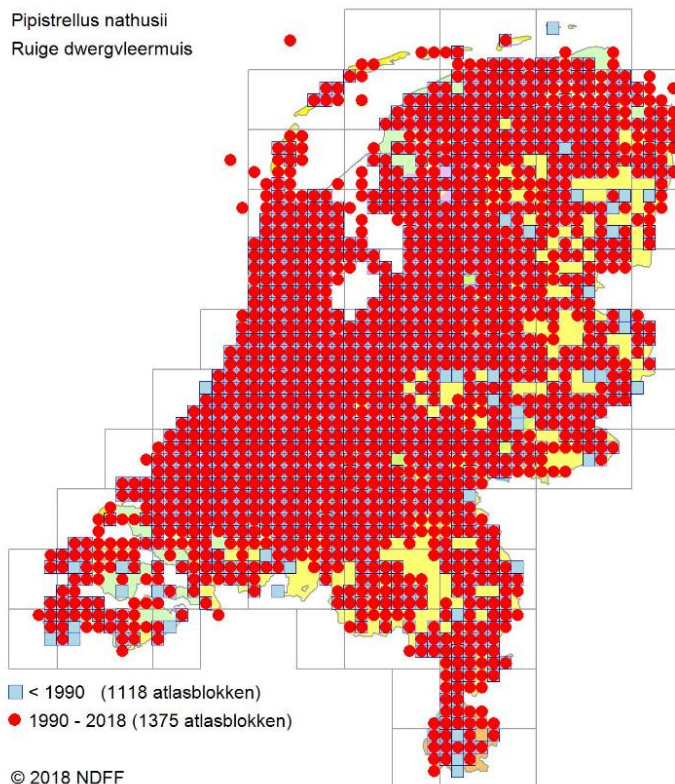 Pipistrellus nathusii
Ruige dwergvleermuis
< 1990 (1118 atlasblokken)
1990 - 2018 (1375 atlasblokken)
© 2018 NDFF